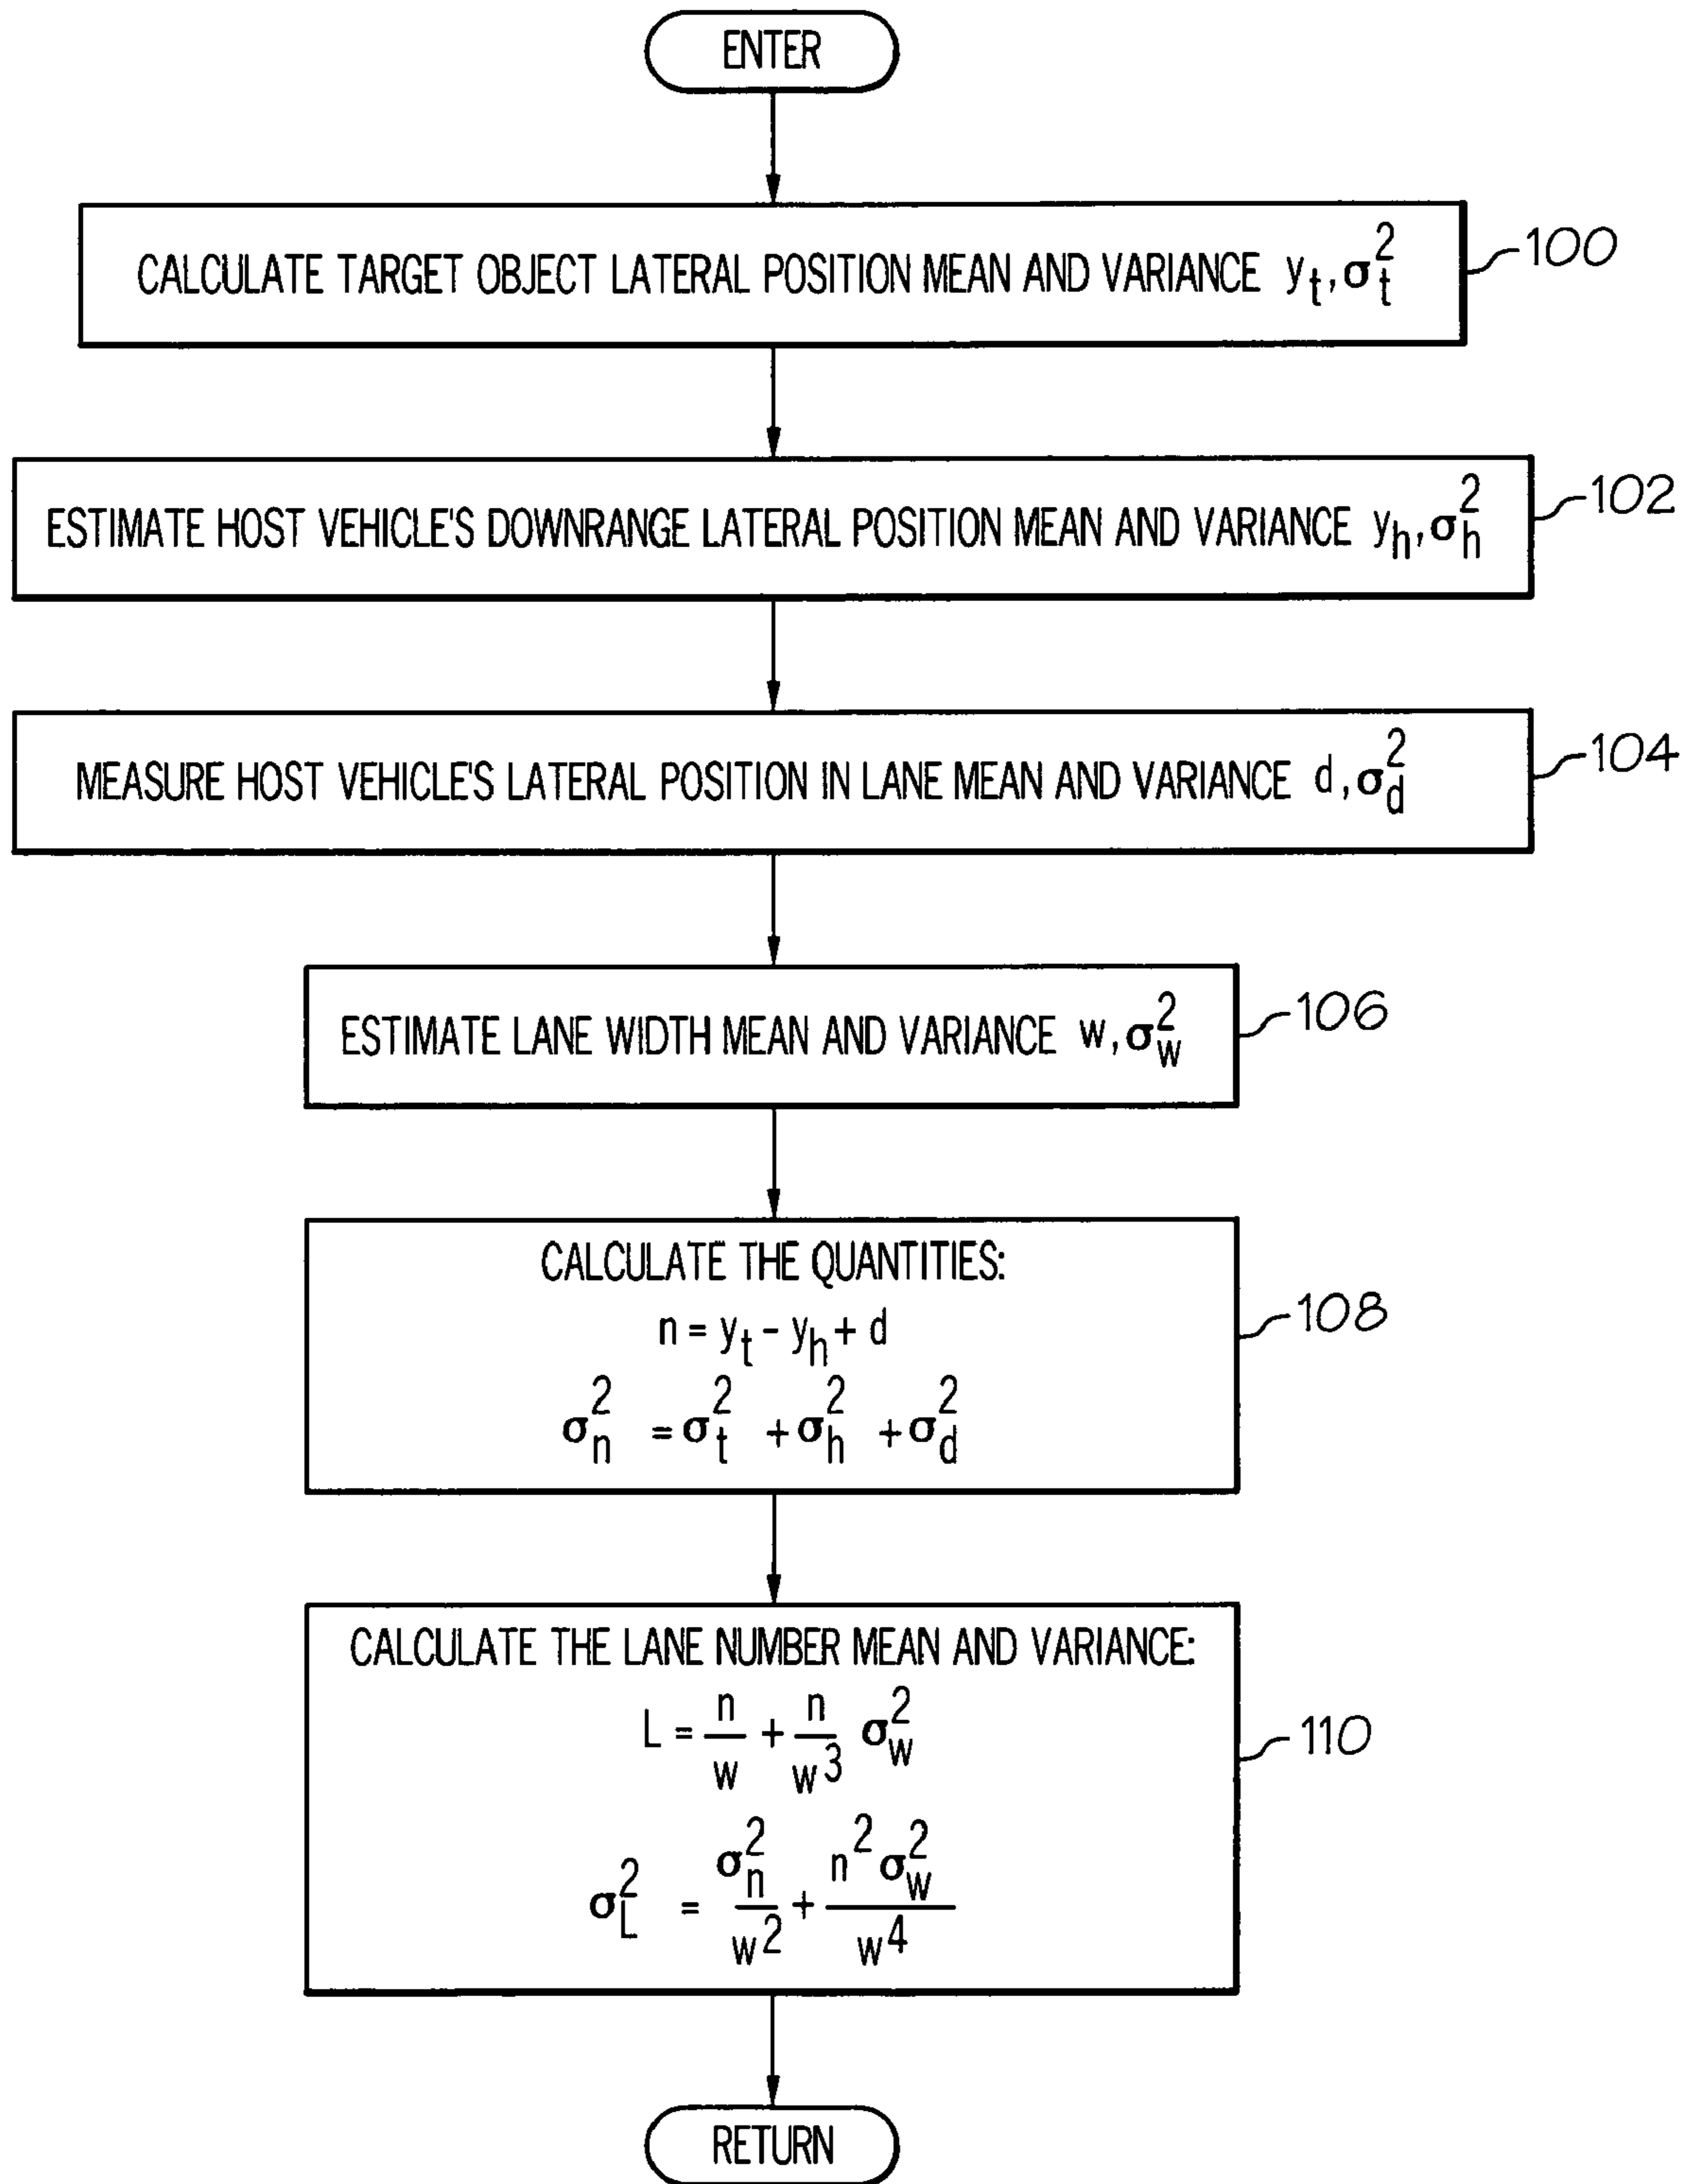 ENTER
CALCULATE TARGET OBJECT LATERAL POSITION MEAN AND VARIANCE y_t, σ_t^2
100
ESTIMATE HOST VEHICLE'S DOWNRANGE LATERAL POSITION MEAN AND VARIANCE y_h, σ_h^2
102
MEASURE HOST VEHICLE'S LATERAL POSITION IN LANE MEAN AND VARIANCE d, σ_d^2
104
ESTIMATE LANE WIDTH MEAN AND VARIANCE w, σ_w^2
106
CALCULATE THE QUANTITIES:
n = y_t - y_h + d
σ_n^2 = σ_t^2 + σ_h^2 + σ_d^2
108
CALCULATE THE LANE NUMBER MEAN AND VARIANCE:
L = n/w + n/w^3 σ_w^2
σ_L^2 = σ_n^2/w^2 + n^2 σ_w^2/w^4
110
RETURN